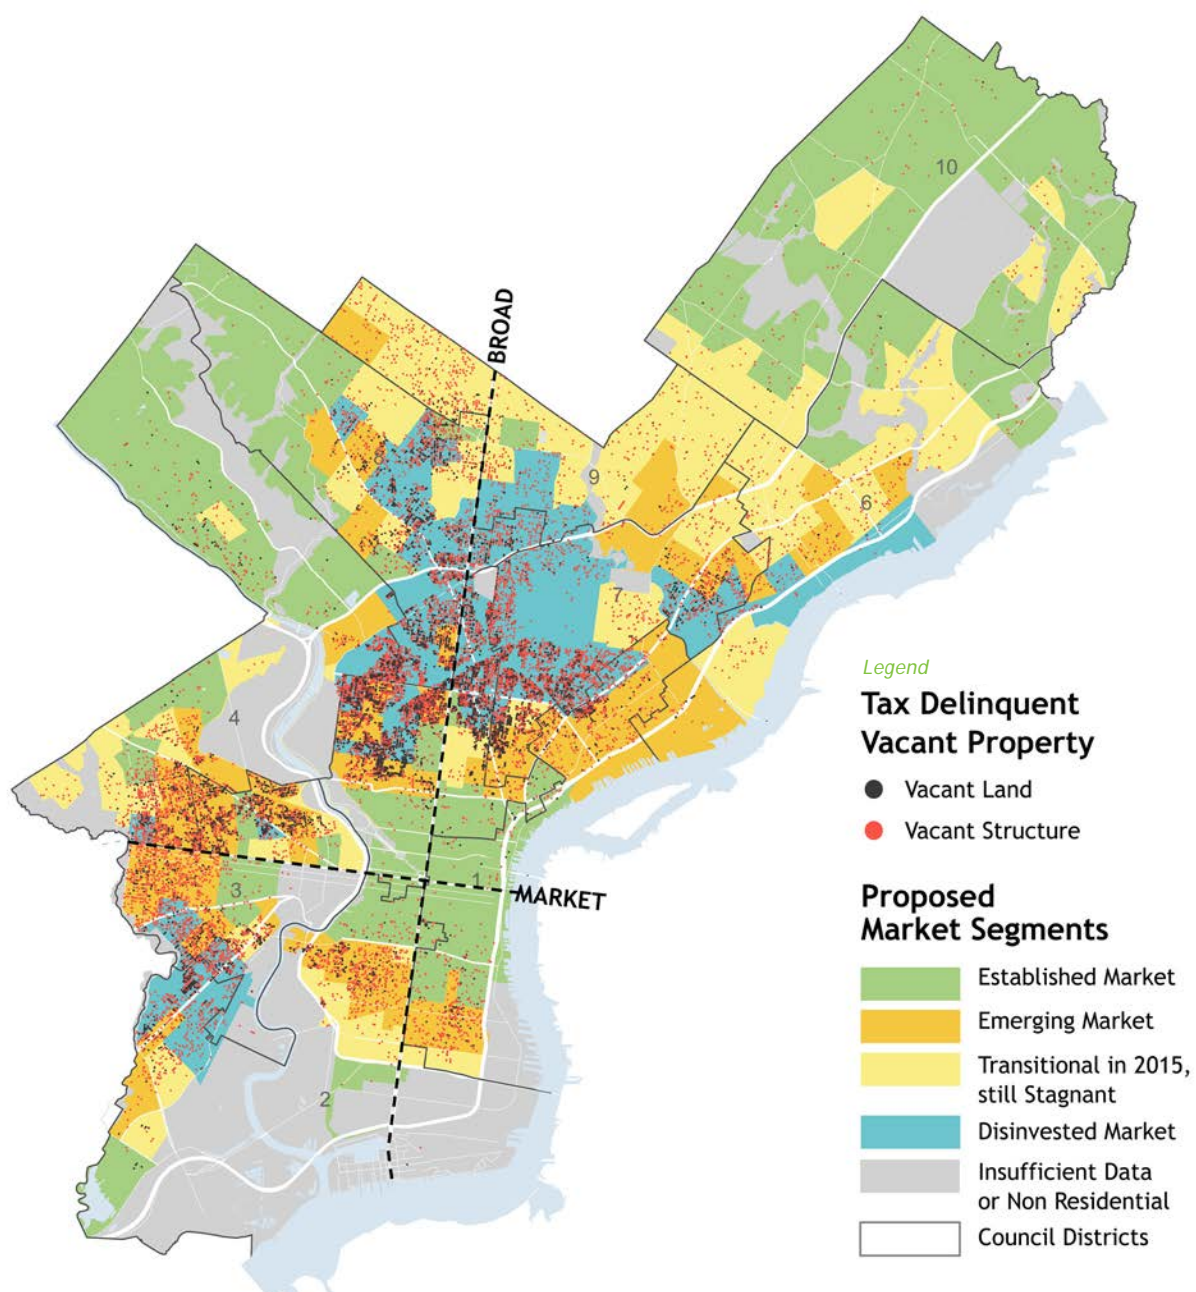 10
BROAD
9
6
7
4
3
1
MARKET
2
Legend
Tax Delinquent
Vacant Property
Vacant Land
Vacant Structure
Proposed
Market Segments
Established Market
Emerging Market
Transitional in 2015,
still Stagnant
Disinvested Market
Insufficient Data
or Non Residential
Council Districts